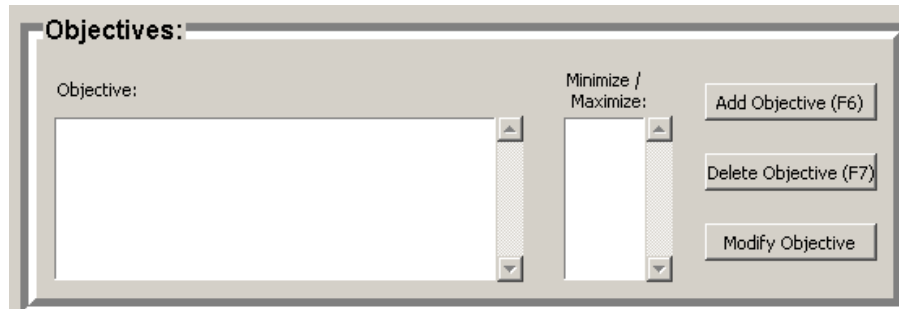 Objectives:
Objective:
Minimize /
Maximize:
Add Objective (F6)
Delete Objective (F7)
Modify Objective